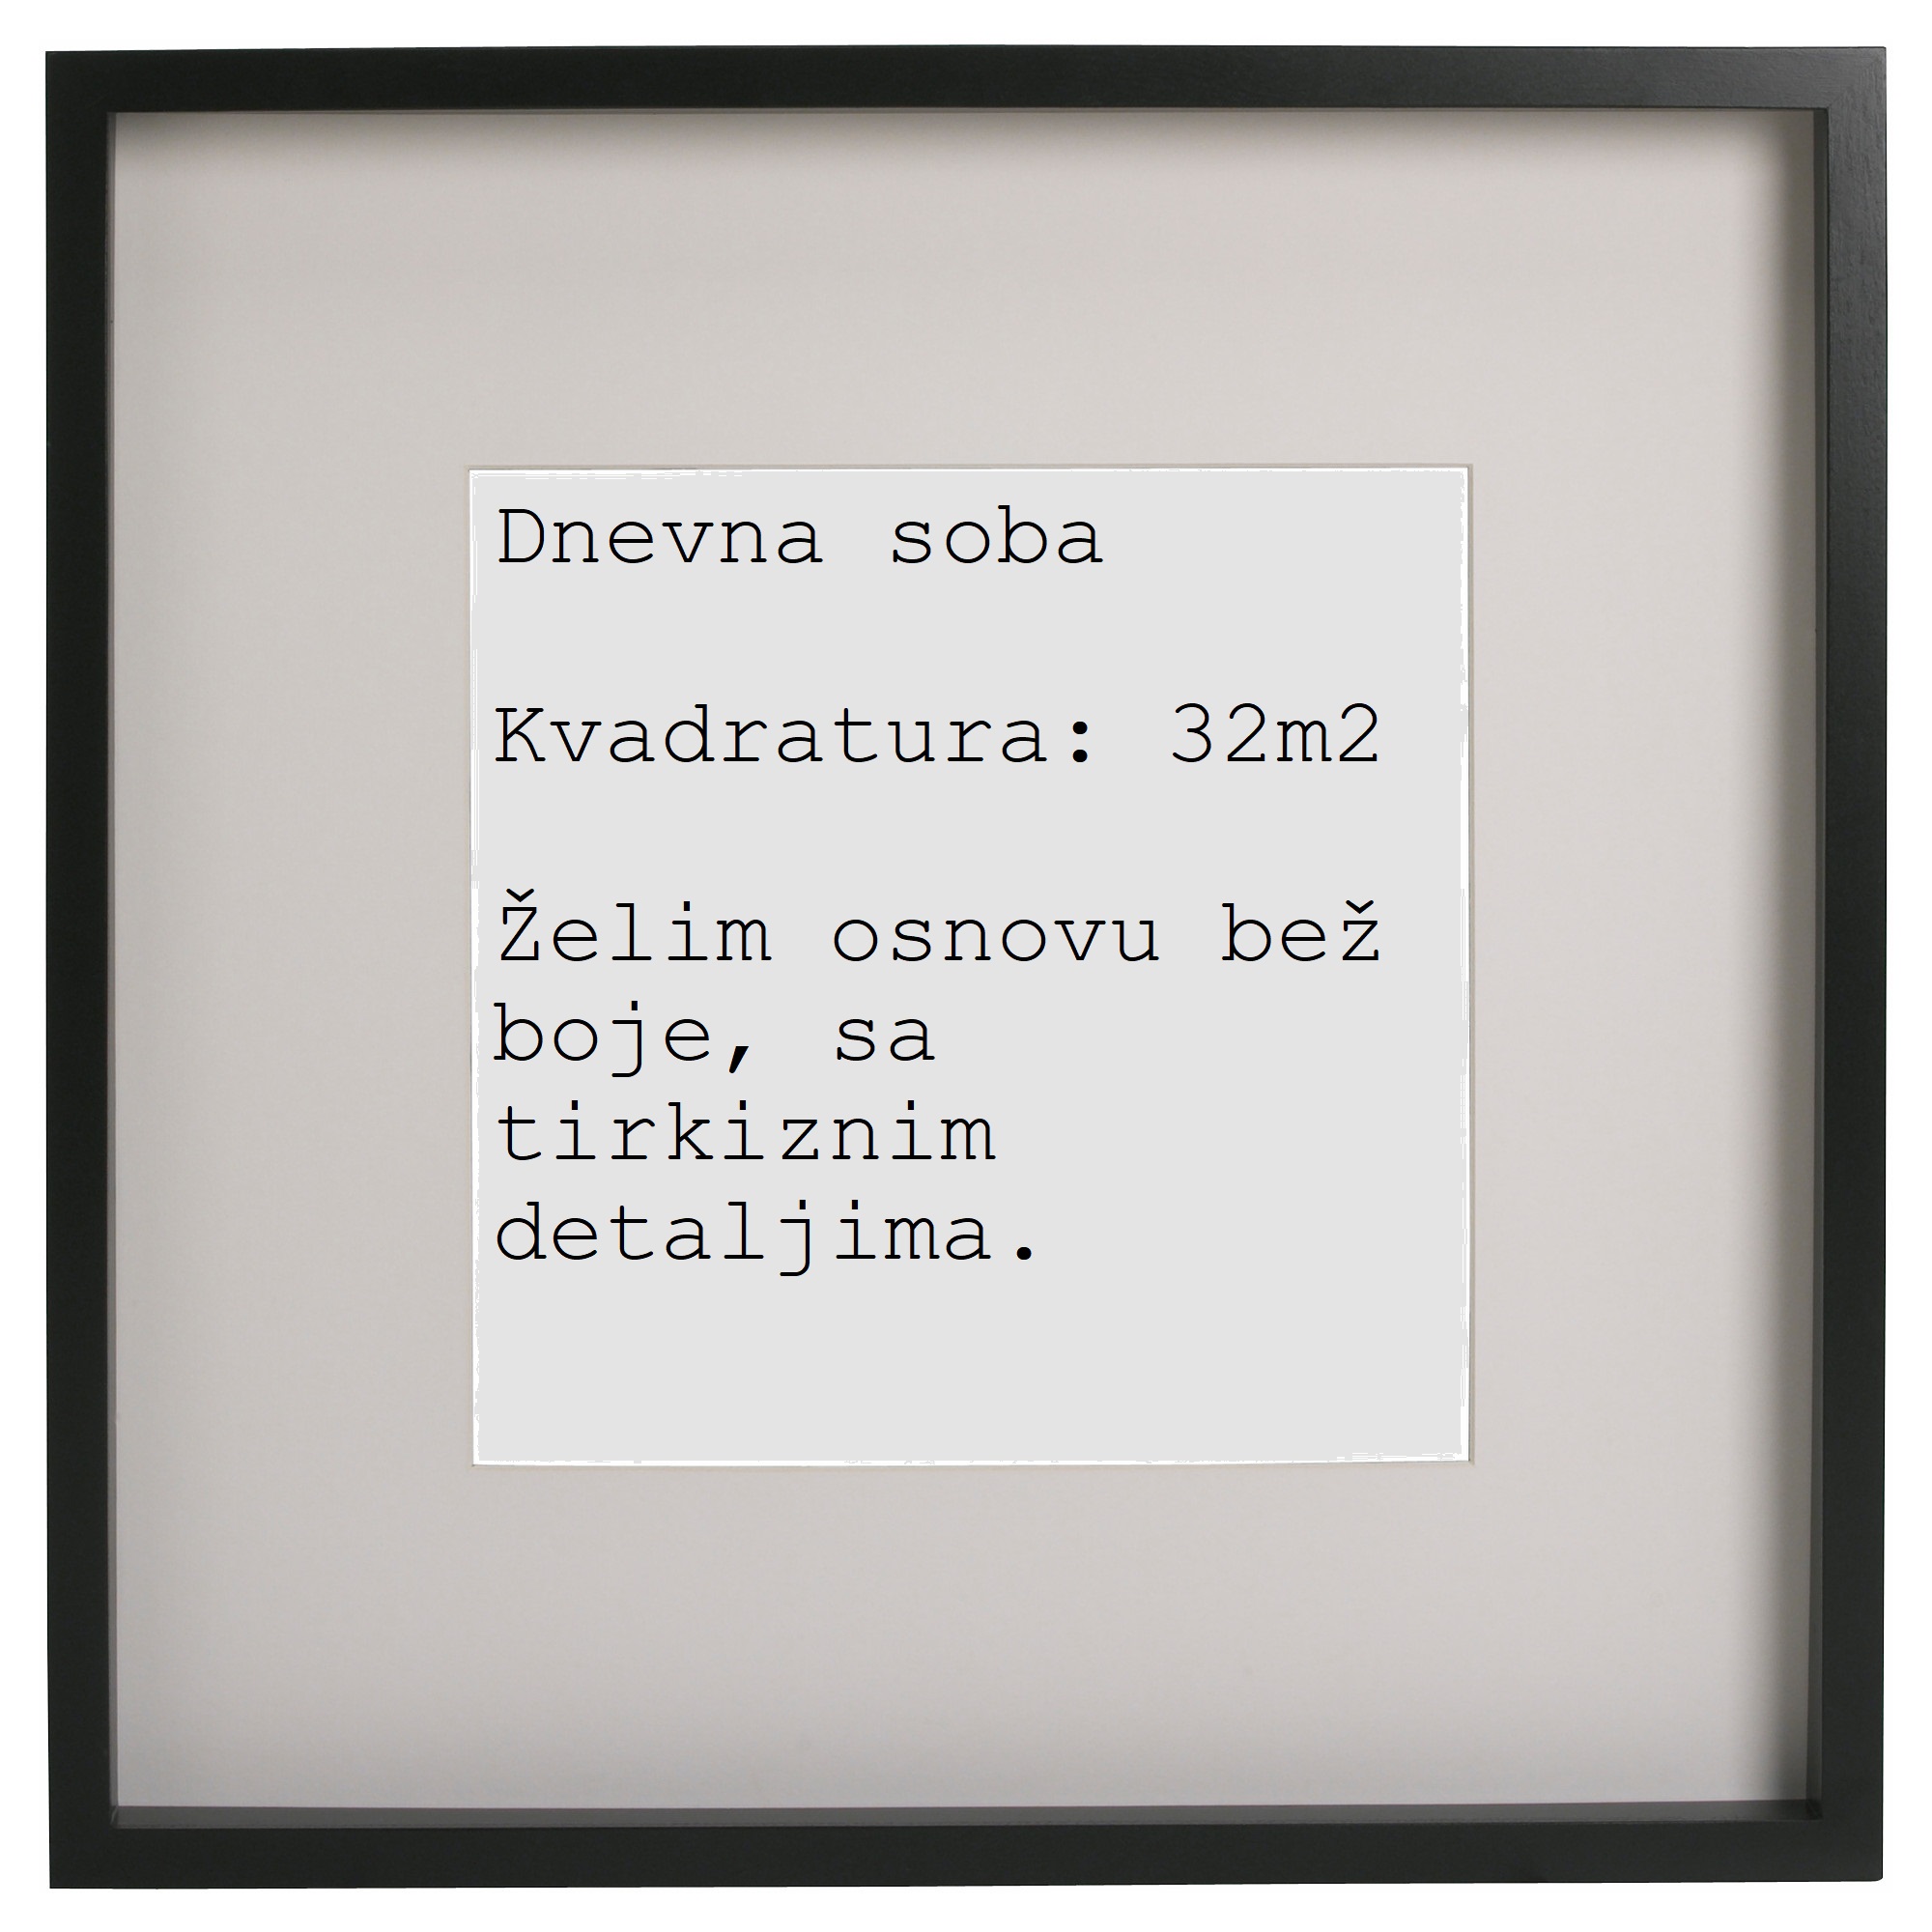 Dnevna soba
Kvadratura: 32m2
Želim osnovu bež
boje, sa
tirkiznim
detaljima.